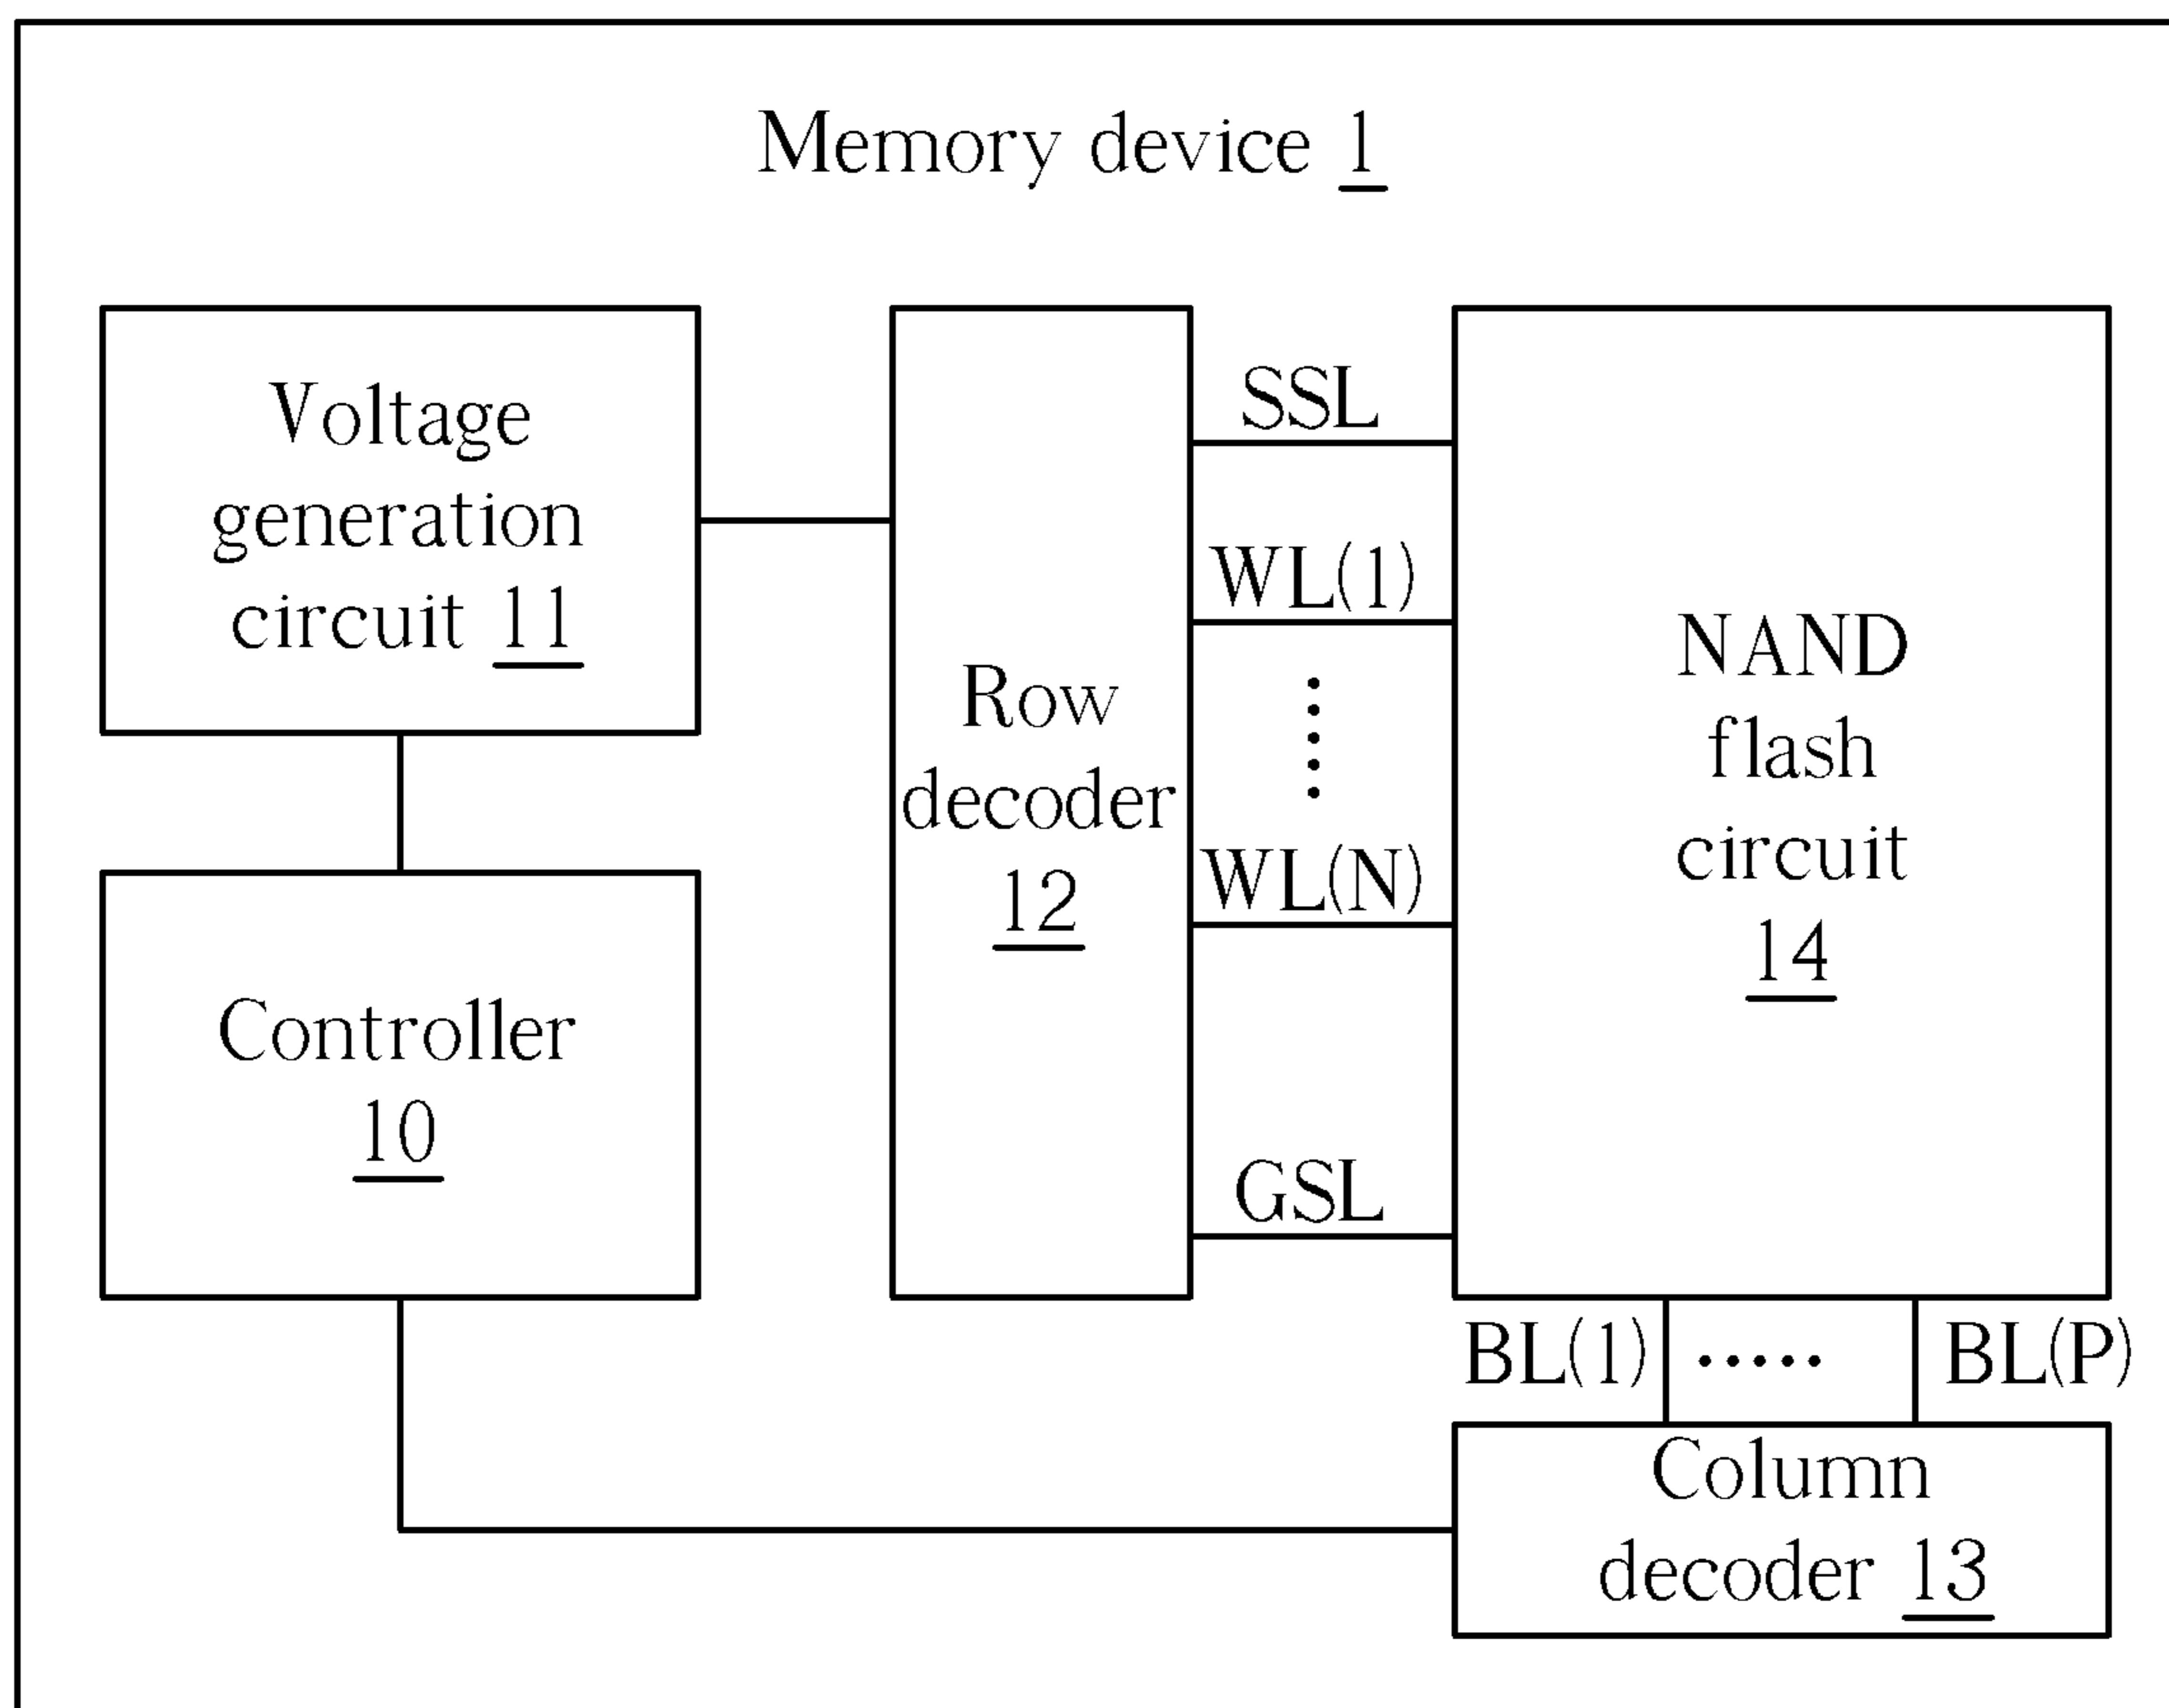 Memory device 1
Voltage
generation
circuit 11
Controller
10
Row
decoder
12
SSL
WL(1)
WL(N)
GSL
NAND
flash
circuit
14
BL(1) ..... BL(P)
Column
decoder 13